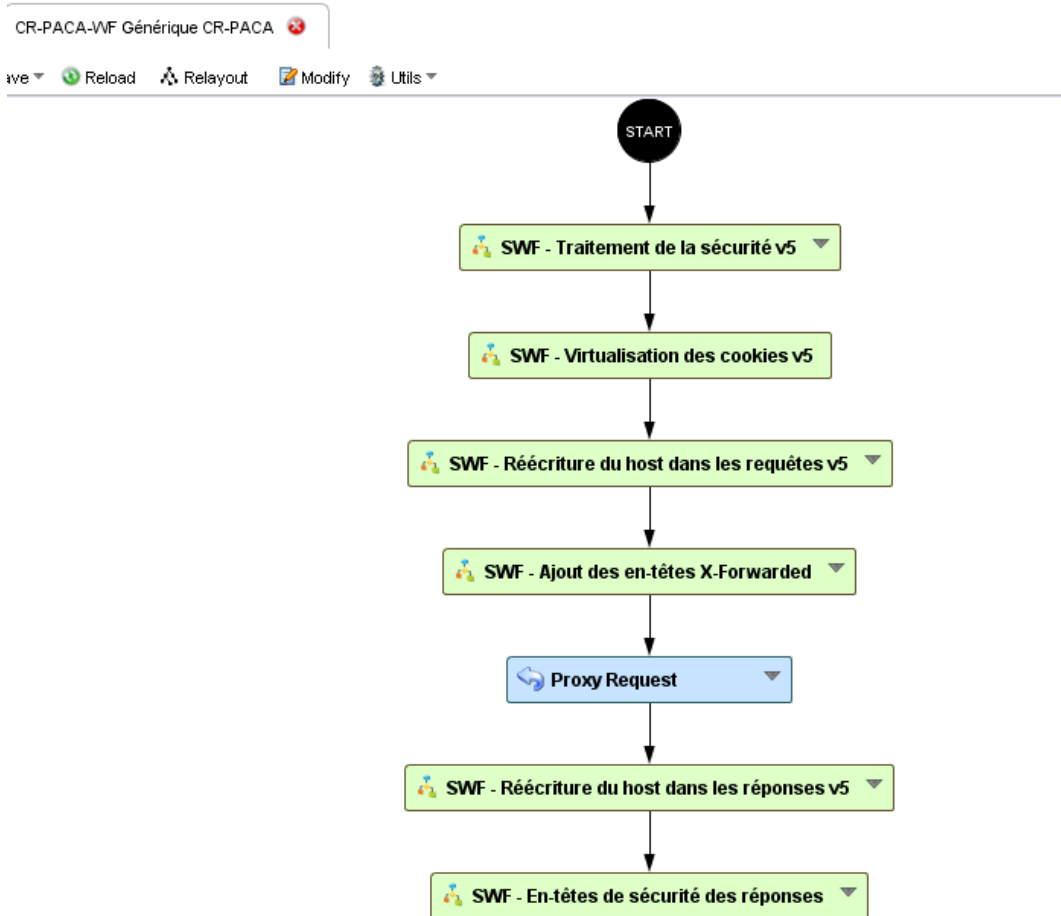 CR-PACA-WF Générique CR-PACA
ave Reload Relayout Modify Utils
START
SWF - Traitement de la sécurité v5
SWF - Virtualisation des cookies v5
SWF - Réécriture du host dans les requêtes v5
SWF - Ajout des en-têtes X-Forwarded
Proxy Request
SWF - Réécriture du host dans les réponses v5
SWF - En-têtes de sécurité des réponses